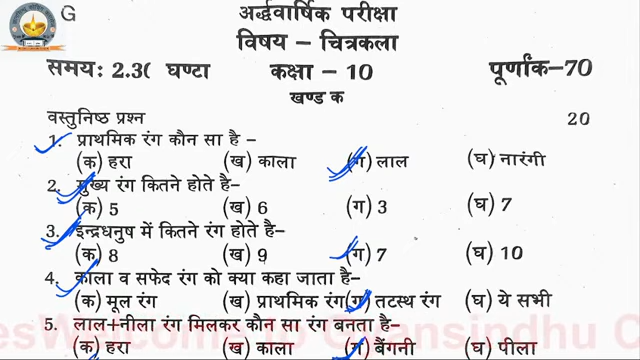 G
अर्द्धवार्षिक परीक्षा
विषय – चित्रकला
समय: 2.3( घण्टा कक्षा – 10 पूर्णांक–70
खण्ड क
वस्तुनिष्ठ प्रश्न 20
1. प्राथमिक रंग कौन सा है –
(क) हरा (ख) काला (ग) लाल (घ) नारंगी
2. मुख्य रंग कितने होते है–
(क) 5 (ख) 6 (ग) 3 (घ) 7
3. इन्द्रधनुष में कितने रंग होते है–
(क) 8 (ख) 9 (ग) 7 (घ) 10
4. काला व सफेद रंग को क्या कहा जाता है–
(क) मूल रंग (ख) प्राथमिक रंग (ग) तटस्थ रंग (घ) ये सभी
5. लाल+नीला रंग मिलकर कौन सा रंग बनता है–
(क) हरा (ख) काला (ग) बैंगनी (घ) पीला